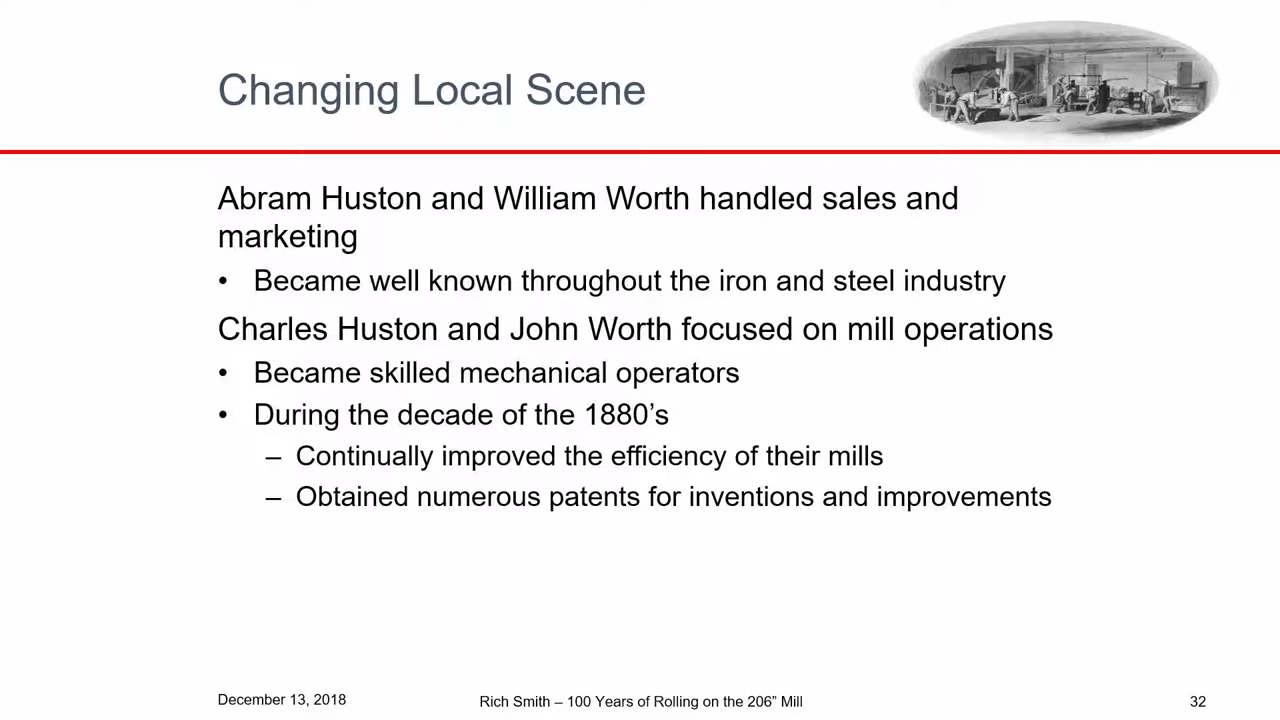 Changing Local Scene
Abram Huston and William Worth handled sales and
marketing
• Became well known throughout the iron and steel industry
Charles Huston and John Worth focused on mill operations
• Became skilled mechanical operators
• During the decade of the 1880’s
– Continually improved the efficiency of their mills
– Obtained numerous patents for inventions and improvements
December 13, 2018
Rich Smith – 100 Years of Rolling on the 206” Mill
32